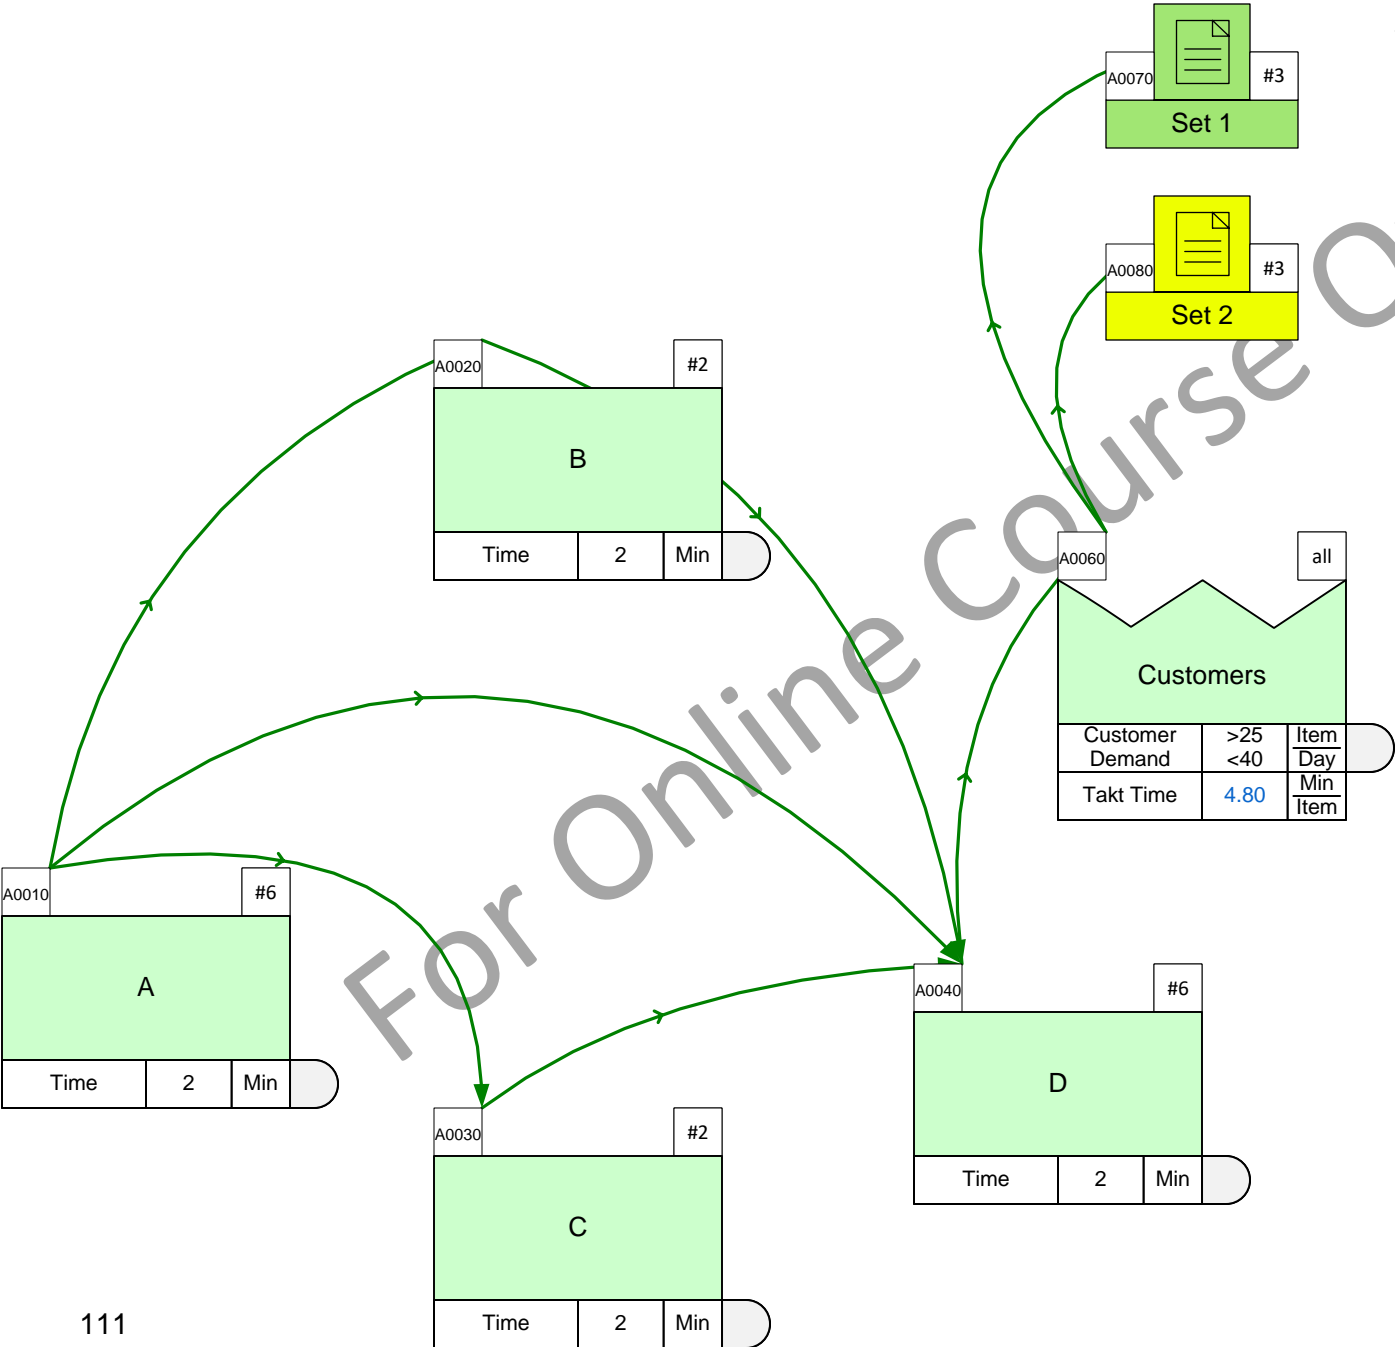 A0070
#3
Set 1
A0080
#3
Set 2
A0020
#2
B
Time 2 Min
A0060
all
Customers
Customer Demand >25 <40 Item Day
Takt Time 4.80 Min Item
A0010
#6
A
Time 2 Min
A0040
#6
D
Time 2 Min
A0030
#2
C
Time 2 Min
111
For Online Course